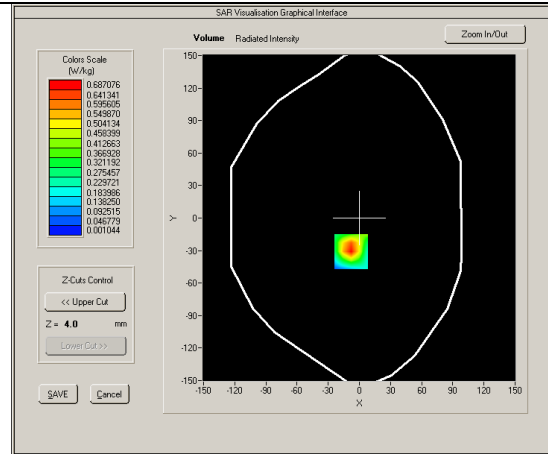 SAR Visualisation Graphical Interface
Volume Radiated Intensity
Zoom In/Out
Colors Scale
(W/kg)
0.687076
0.641341
0.595605
0.549870
0.504134
0.458399
0.412663
0.366928
0.321192
0.275457
0.229721
0.183986
0.138250
0.092515
0.046779
0.001044
Z-Cuts Control
<< Upper Cut
Z = 4.0 mm
Lower Cut >>
SAVE Cancel
Y
150-
120-
90-
60-
30-
0-
-30-
-60-
-90-
-120-
-150-
-150 -120 -90 -60 -30 0 30 60 90 120 150
X